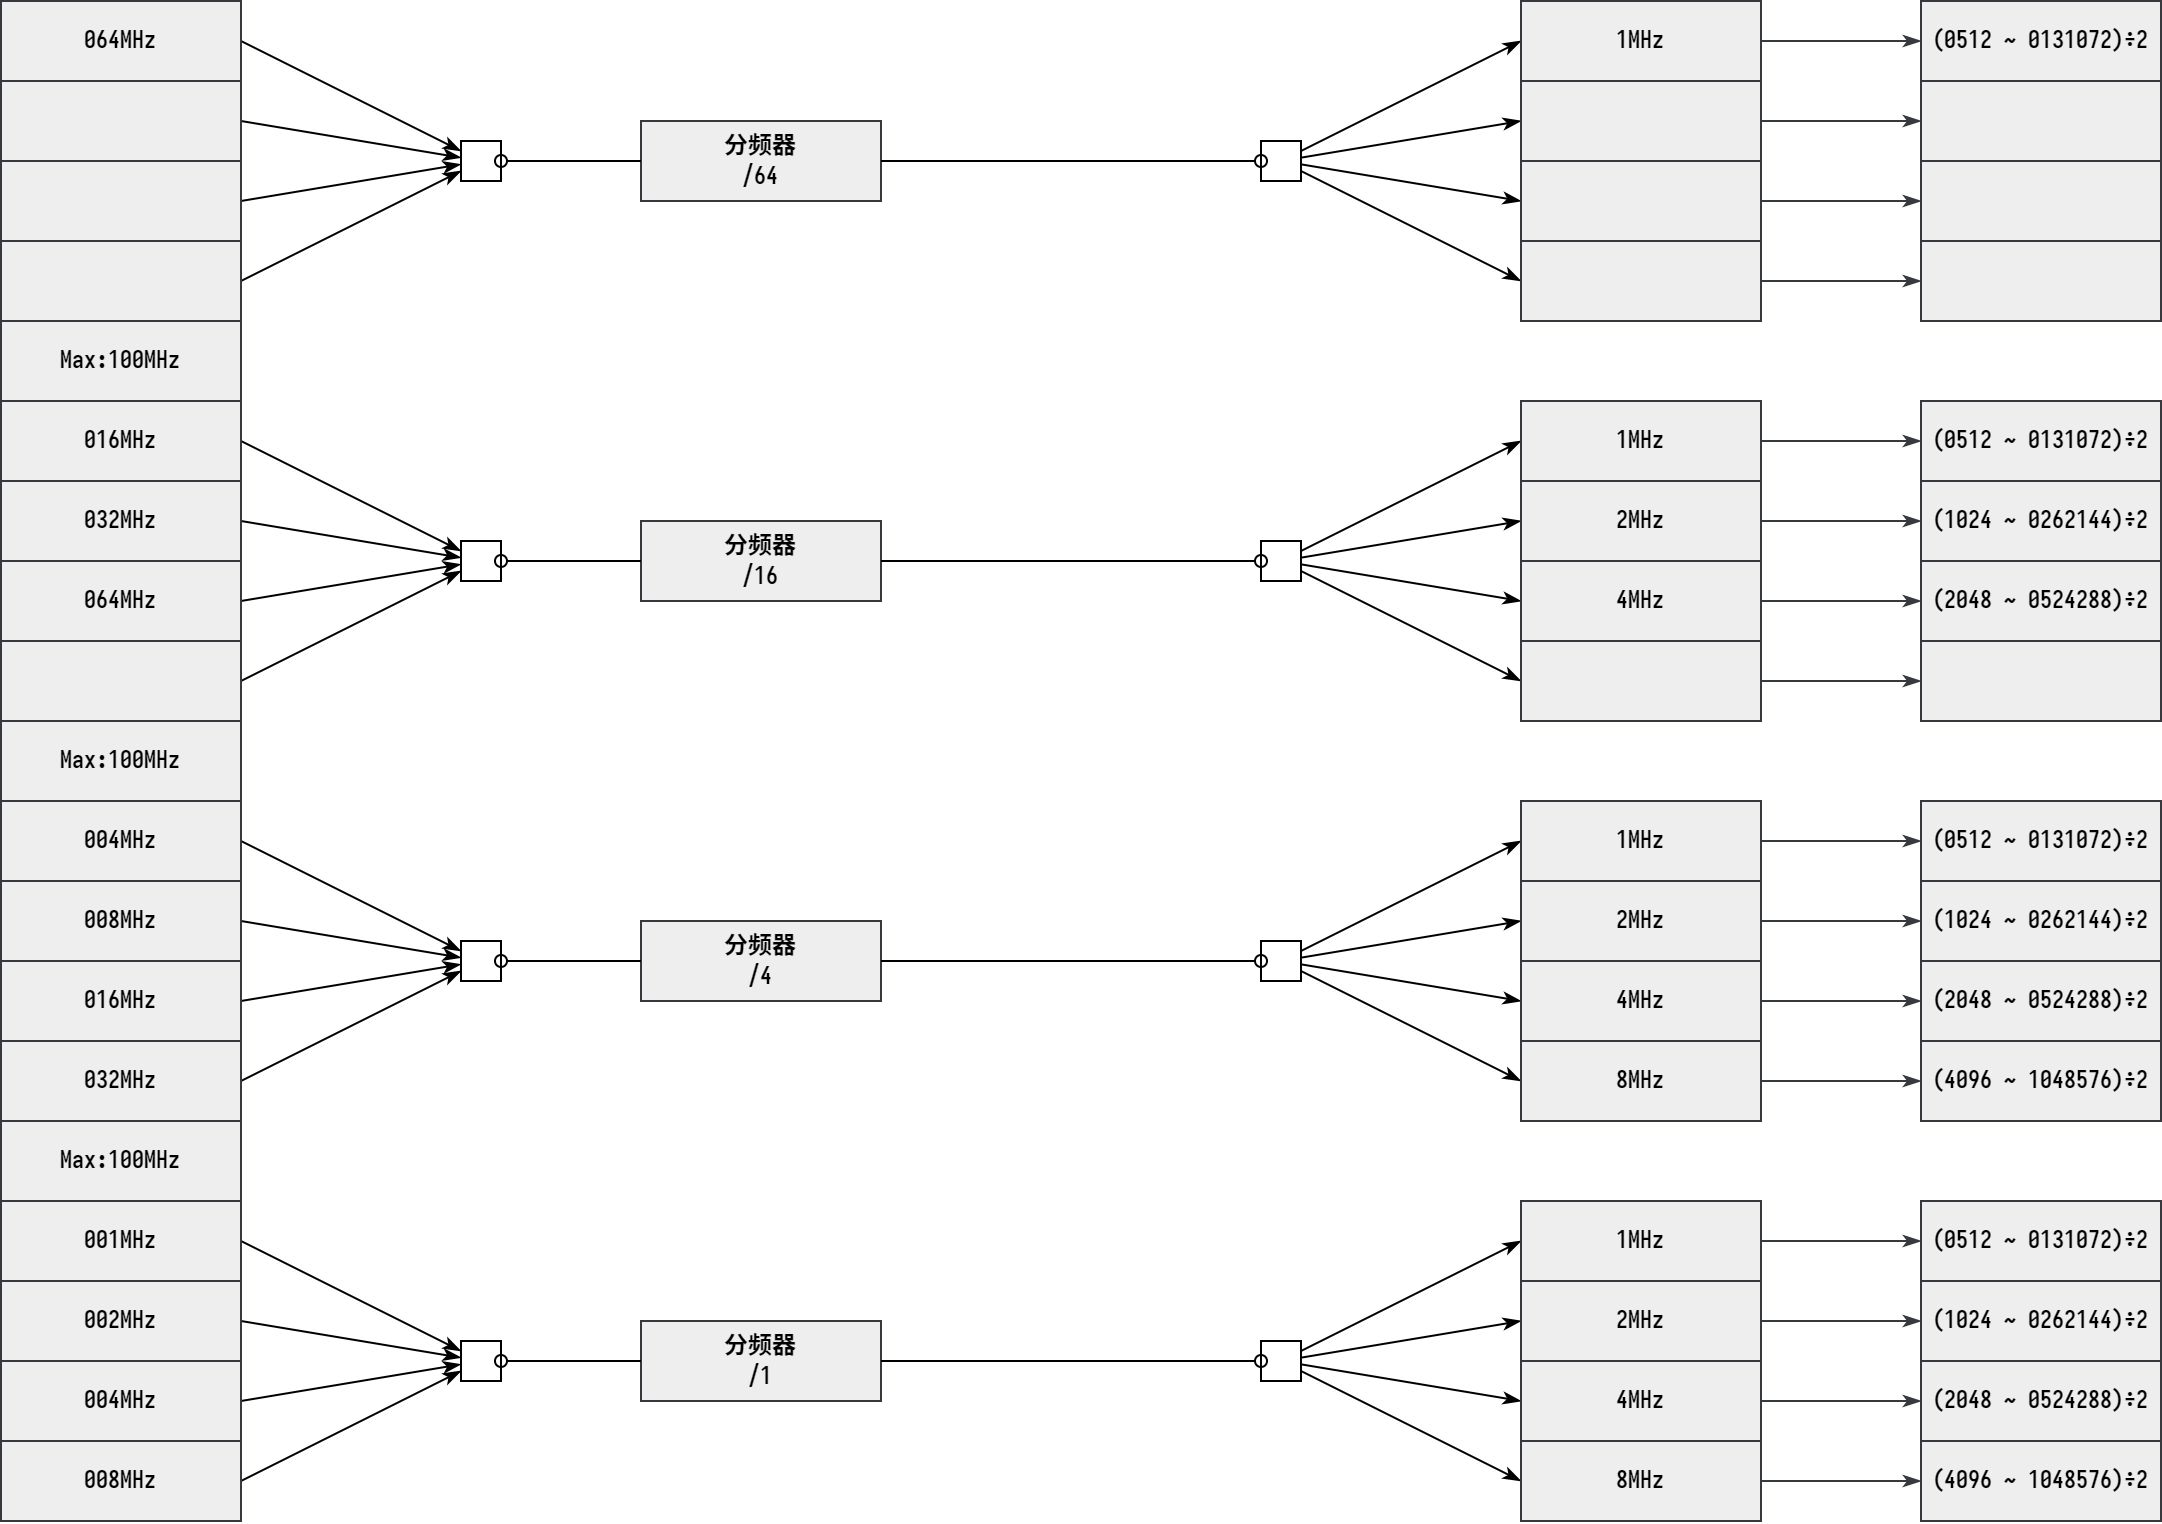 064MHz
分频器
/64
1MHz
(0512 ~ 0131072)÷2
Max:100MHz
016MHz
032MHz
064MHz
分频器
/16
1MHz
(0512 ~ 0131072)÷2
2MHz
(1024 ~ 0262144)÷2
4MHz
(2048 ~ 0524288)÷2
Max:100MHz
004MHz
008MHz
016MHz
032MHz
分频器
/4
1MHz
(0512 ~ 0131072)÷2
2MHz
(1024 ~ 0262144)÷2
4MHz
(2048 ~ 0524288)÷2
8MHz
(4096 ~ 1048576)÷2
Max:100MHz
001MHz
002MHz
004MHz
008MHz
分频器
/1
1MHz
(0512 ~ 0131072)÷2
2MHz
(1024 ~ 0262144)÷2
4MHz
(2048 ~ 0524288)÷2
8MHz
(4096 ~ 1048576)÷2